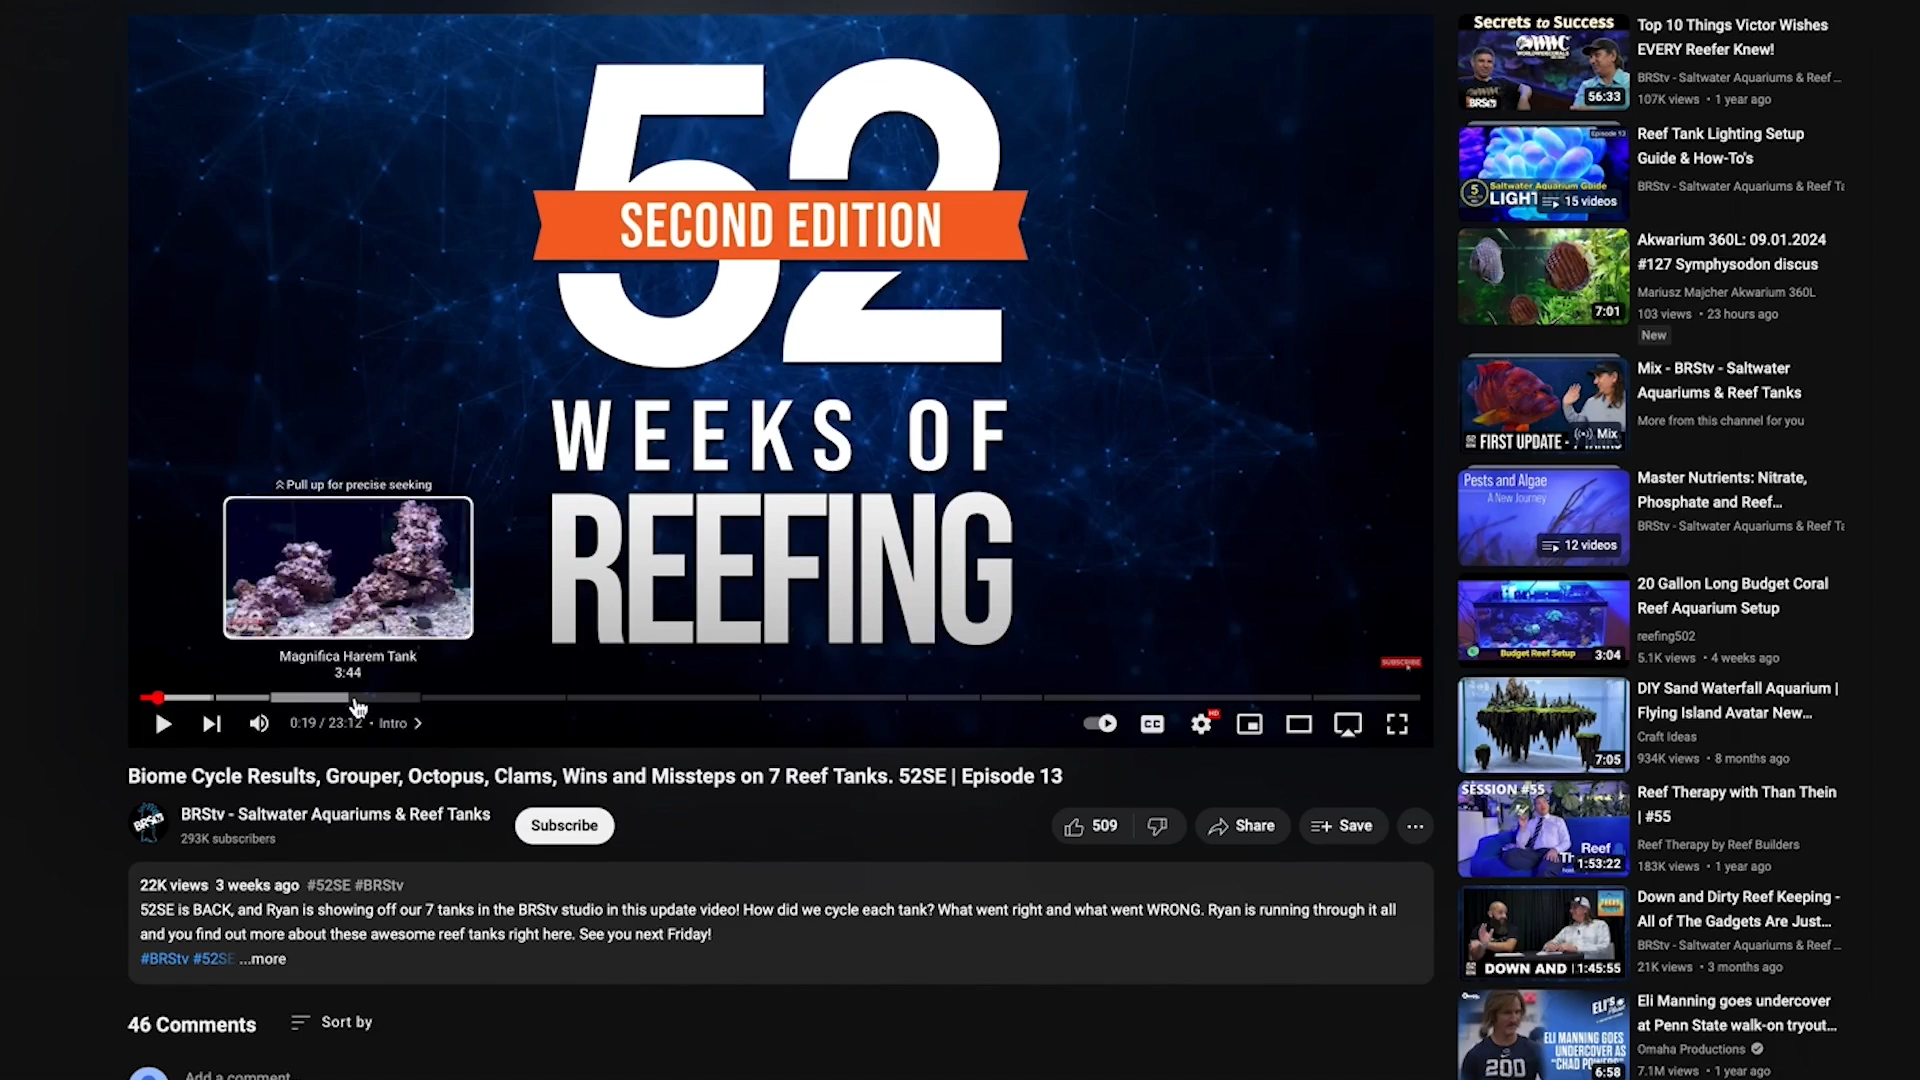 52
SECOND EDITION
WEEKS OF
REEFING
Pull up for precise seeking
Magnifica Harem Tank
3:44
SUBSCRIBE
0:19 / 23:12 • Intro
CC
HD
Biome Cycle Results, Grouper, Octopus, Clams, Wins and Missteps on 7 Reef Tanks. 52SE | Episode 13
BRStv
BRStv - Saltwater Aquariums & Reef Tanks
293K subscribers
Subscribe
509
Share
Save
22K views 3 weeks ago #52SE #BRStv
52SE is BACK, and Ryan is showing off our 7 tanks in the BRStv studio in this update video! How did we cycle each tank? What went right and what went WRONG. Ryan is running through it all
and you find out more about these awesome reef tanks right here. See you next Friday!
#BRStv #52SE ...more
46 Comments
Sort by
Add a comment...
Secrets to Success
WWC
BRStv
56:33
Top 10 Things Victor Wishes
EVERY Reefer Knew!
BRStv - Saltwater Aquariums & Reef ...
107K views • 1 year ago
Episode 13
5
Saltwater Aquarium Guide
LIGHT
15 videos
Reef Tank Lighting Setup
Guide & How-To's
BRStv - Saltwater Aquariums & Reef Ta
7:01
Akwarium 360L: 09.01.2024
#127 Symphysodon discus
Mariusz Majcher Akwarium 360L
103 views • 23 hours ago
New
FIRST UPDATE -
Mix
Mix - BRStv - Saltwater
Aquariums & Reef Tanks
More from this channel for you
Pests and Algae
A New Journey
12 videos
Master Nutrients: Nitrate,
Phosphate and Reef...
BRStv - Saltwater Aquariums & Reef Ta
Budget Reef Setup
3:04
20 Gallon Long Budget Coral
Reef Aquarium Setup
reefing502
5.1K views • 4 weeks ago
7:05
DIY Sand Waterfall Aquarium |
Flying Island Avatar New...
Craft Ideas
934K views • 8 months ago
SESSION #55
Reef
1:53:22
Reef Therapy with Than Thein
| #55
Reef Therapy by Reef Builders
183K views • 1 year ago
DOWN AND
1:45:55
Down and Dirty Reef Keeping -
All of The Gadgets Are Just...
BRStv - Saltwater Aquariums & Reef ...
21K views • 3 months ago
ELI'S
ELI MANNING GOES
UNDERCOVER AS
"CHAD POWERS"
200
6:58
Eli Manning goes undercover
at Penn State walk-on tryout...
Omaha Productions
7.1M views • 1 year ago